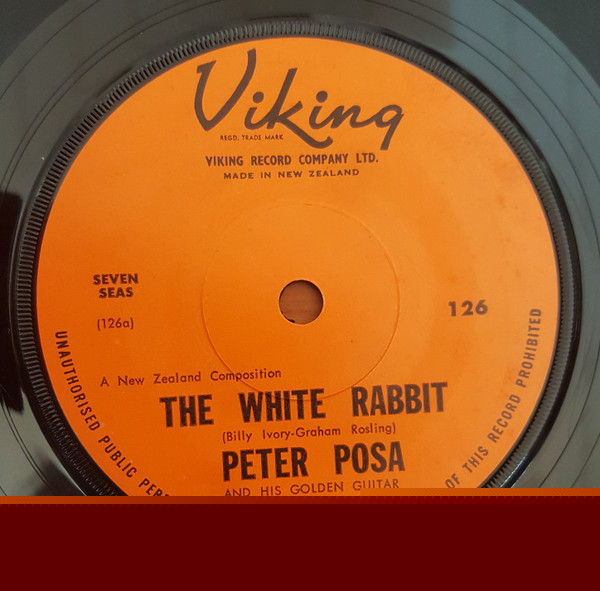 Viking
REGD. TRADE MARK
VIKING RECORD COMPANY LTD.
MADE IN NEW ZEALAND
SEVEN
SEAS
126
(126a)
A New Zealand Composition
THE WHITE RABBIT
(Billy Ivory-Graham Rosling)
PETER POSA
AND HIS GOLDEN GUITAR
UNAUTHORISED PUBLIC
OF THIS RECORD PROHIBITED